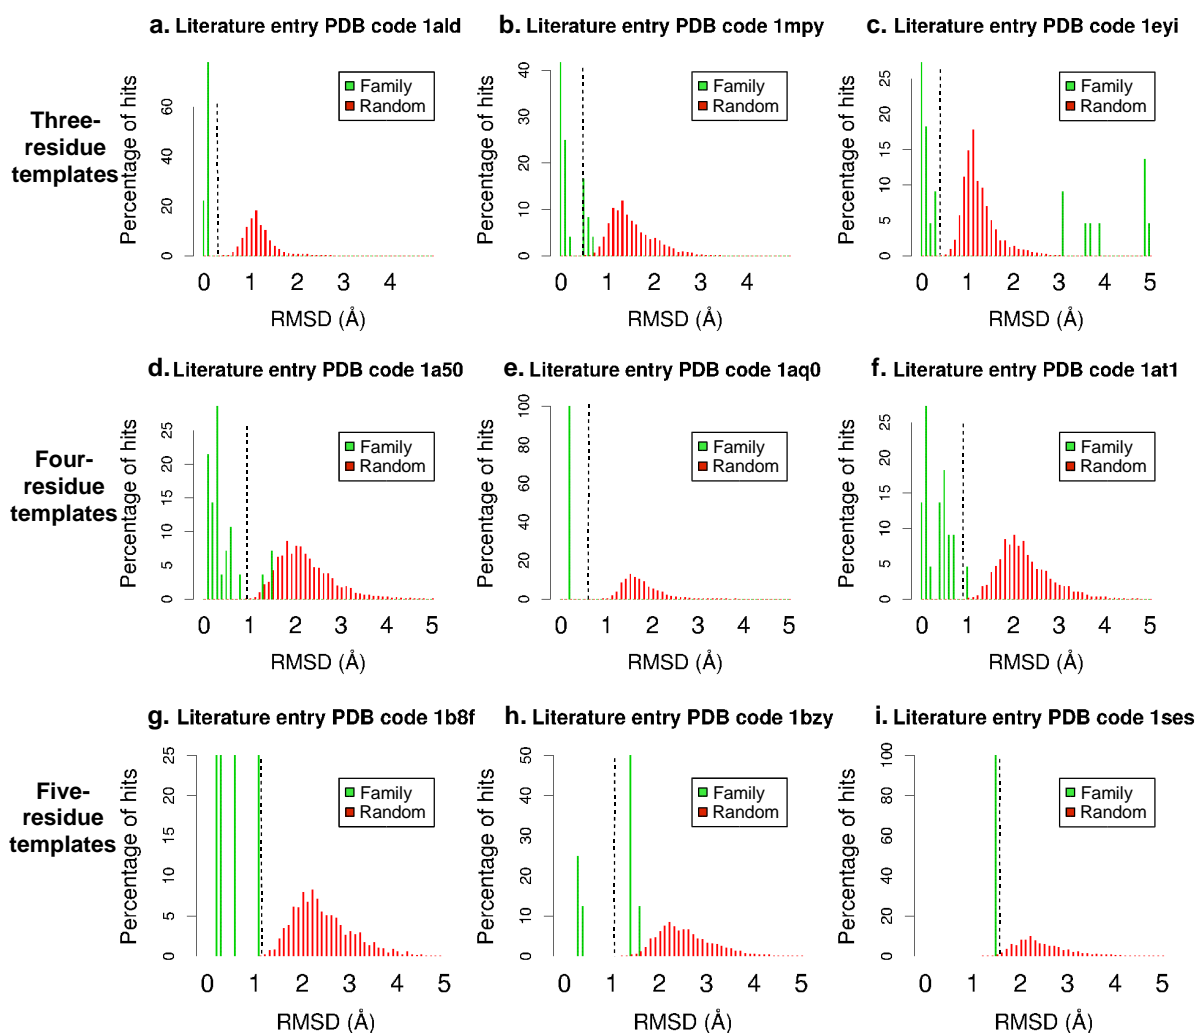 a. Literature entry PDB code 1ald
b. Literature entry PDB code 1mpy
c. Literature entry PDB code 1eyi
Three-
residue
templates
Percentage of hits
0 20 40 60
Family
Random
0 1 2 3 4
RMSD (Å)
Percentage of hits
0 10 20 30 40
Family
Random
0 1 2 3 4
RMSD (Å)
Percentage of hits
0 5 10 15 20 25
Family
Random
0 1 2 3 4 5
RMSD (Å)
d. Literature entry PDB code 1a50
e. Literature entry PDB code 1aq0
f. Literature entry PDB code 1at1
Four-
residue
templates
Percentage of hits
0 5 10 15 20 25
Family
Random
0 1 2 3 4 5
RMSD (Å)
Percentage of hits
0 20 40 60 80 100
Family
Random
0 1 2 3 4 5
RMSD (Å)
Percentage of hits
0 5 10 15 20 25
Family
Random
0 1 2 3 4 5
RMSD (Å)
g. Literature entry PDB code 1b8f
h. Literature entry PDB code 1bzy
i. Literature entry PDB code 1ses
Five-
residue
templates
Percentage of hits
0 5 10 15 20 25
Family
Random
0 1 2 3 4 5
RMSD (Å)
Percentage of hits
0 10 20 30 40 50
Family
Random
0 1 2 3 4 5
RMSD (Å)
Percentage of hits
0 20 40 60 80 100
Family
Random
0 1 2 3 4 5
RMSD (Å)